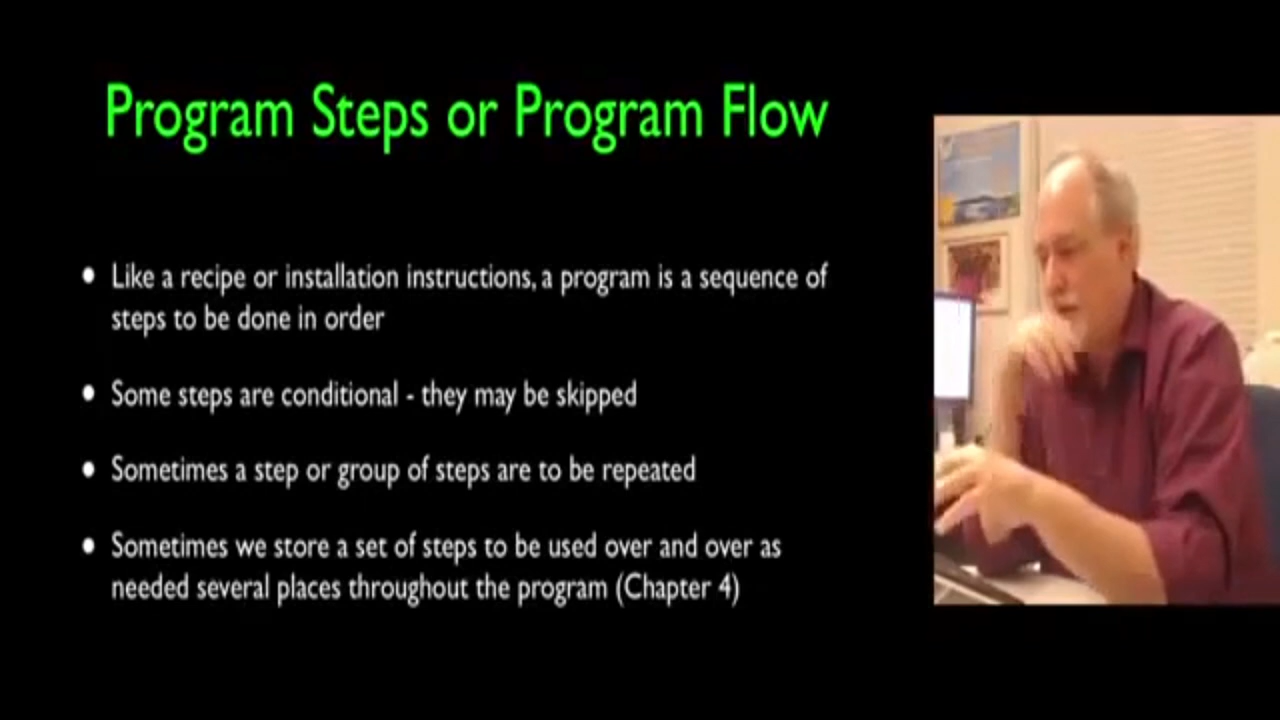 Program Steps or Program Flow
• Like a recipe or installation instructions, a program is a sequence of
steps to be done in order
• Some steps are conditional - they may be skipped
• Sometimes a step or group of steps are to be repeated
• Sometimes we store a set of steps to be used over and over as
needed several places throughout the program (Chapter 4)